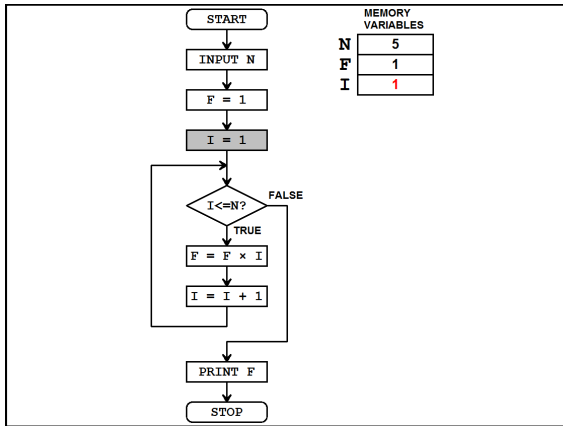 START
INPUT N
F = 1
I = 1
I<=N?
FALSE
TRUE
F = F × I
I = I + 1
PRINT F
STOP
MEMORY
VARIABLES
N 5
F 1
I 1